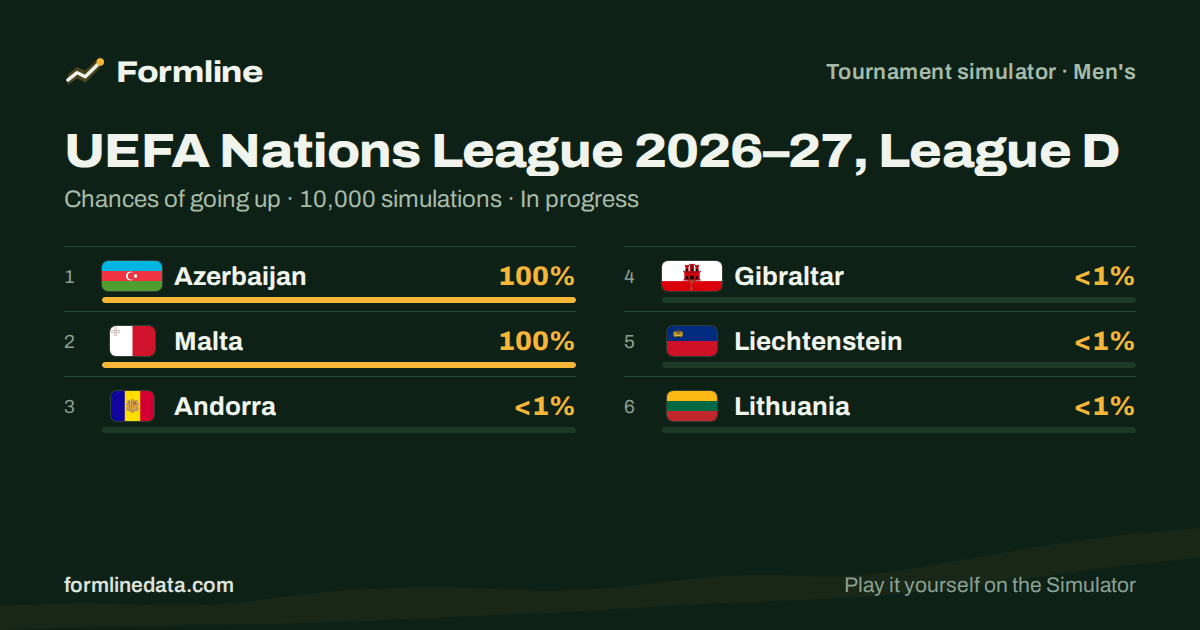 Formline
Tournament simulator · Men's
UEFA Nations League 2026–27, League D
Chances of going up · 10,000 simulations · In progress
1 Azerbaijan 100%
2 Malta 100%
3 Andorra <1%
4 Gibraltar <1%
5 Liechtenstein <1%
6 Lithuania <1%
formlinedata.com
Play it yourself on the Simulator